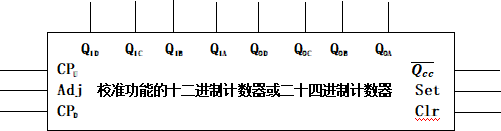 Q1D Q1C Q1B Q1A Q0D Q0C Q0B Q0A
CPU Q̅c̅c̅
Adj 校准功能的十二进制计数器或二十四进制计数器 Set
CPD Clr